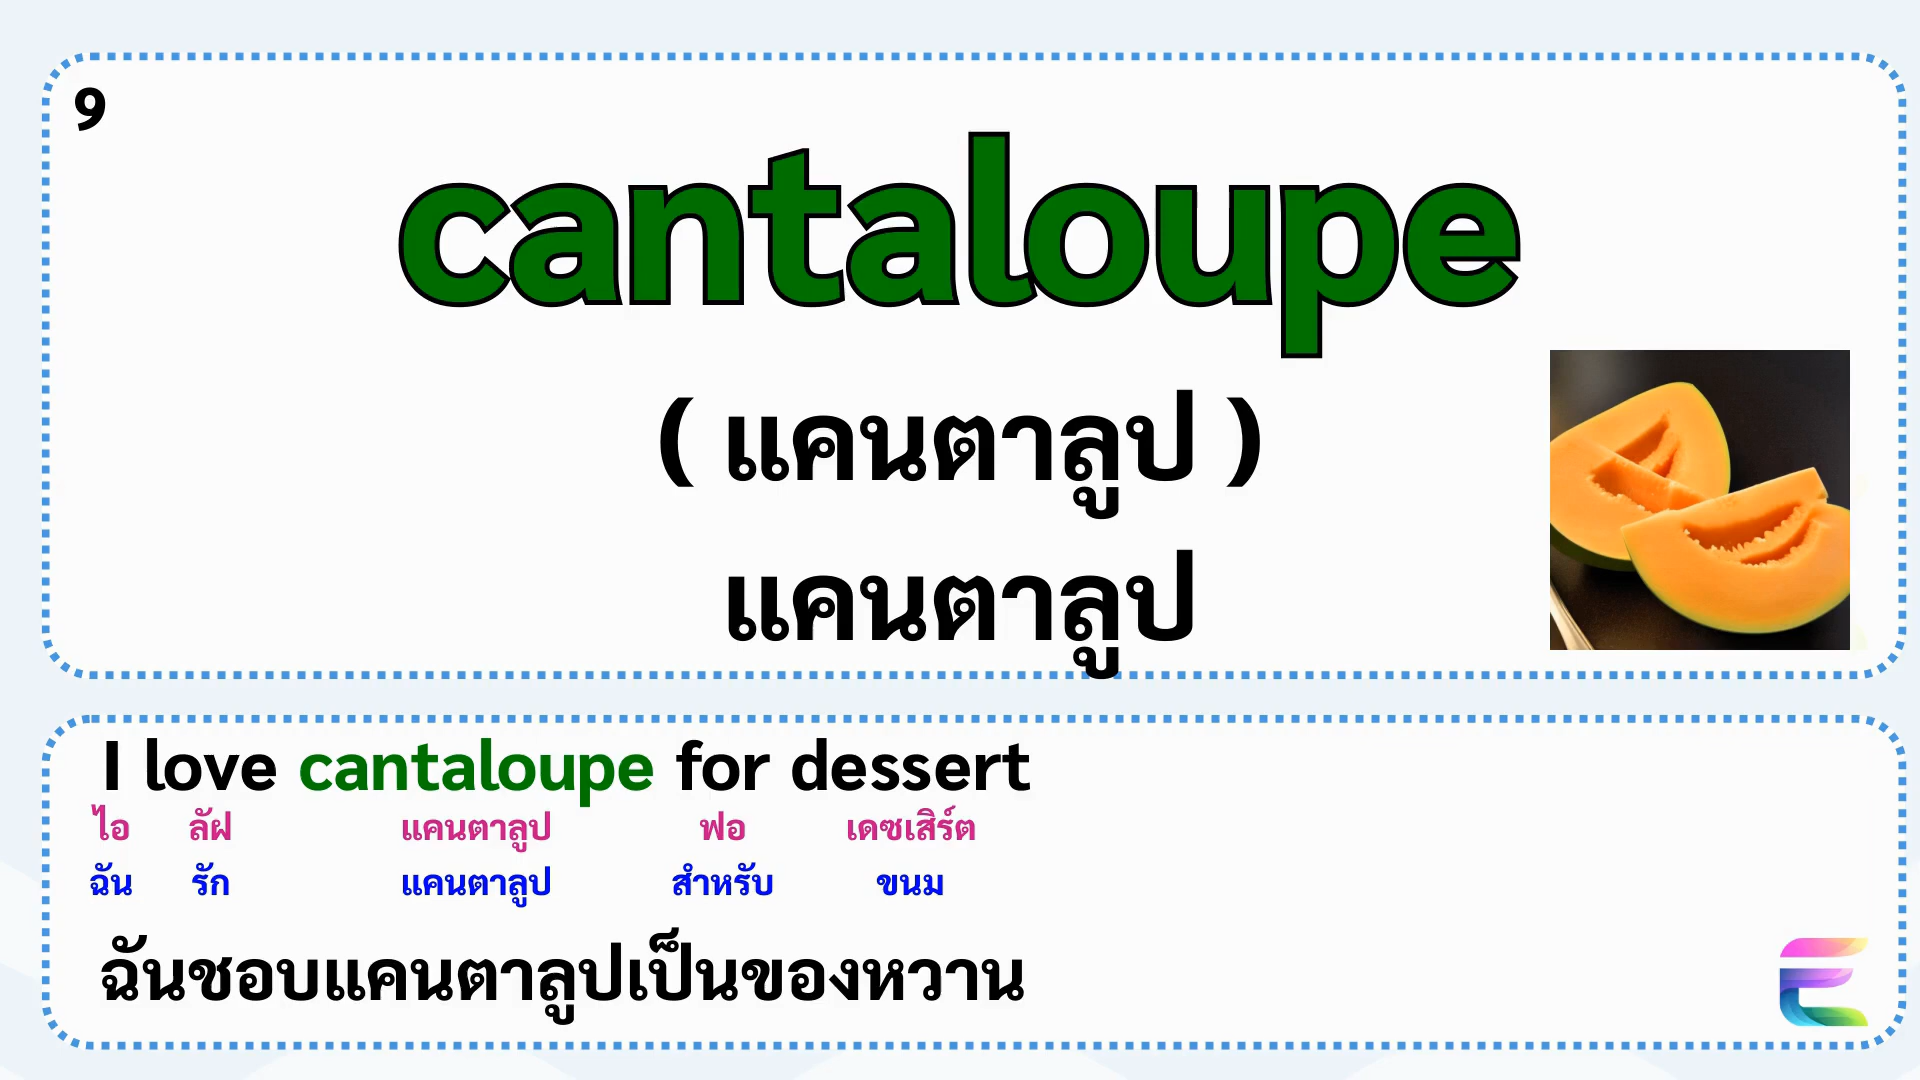 9
cantaloupe
( แคนตาลูป )
แคนตาลูป
I love cantaloupe for dessert
ไอ ลัฝ แคนตาลูป ฟอ เดซเสิร์ต
ฉัน รัก แคนตาลูป สำหรับ ขนม
ฉันชอบแคนตาลูปเป็นของหวาน